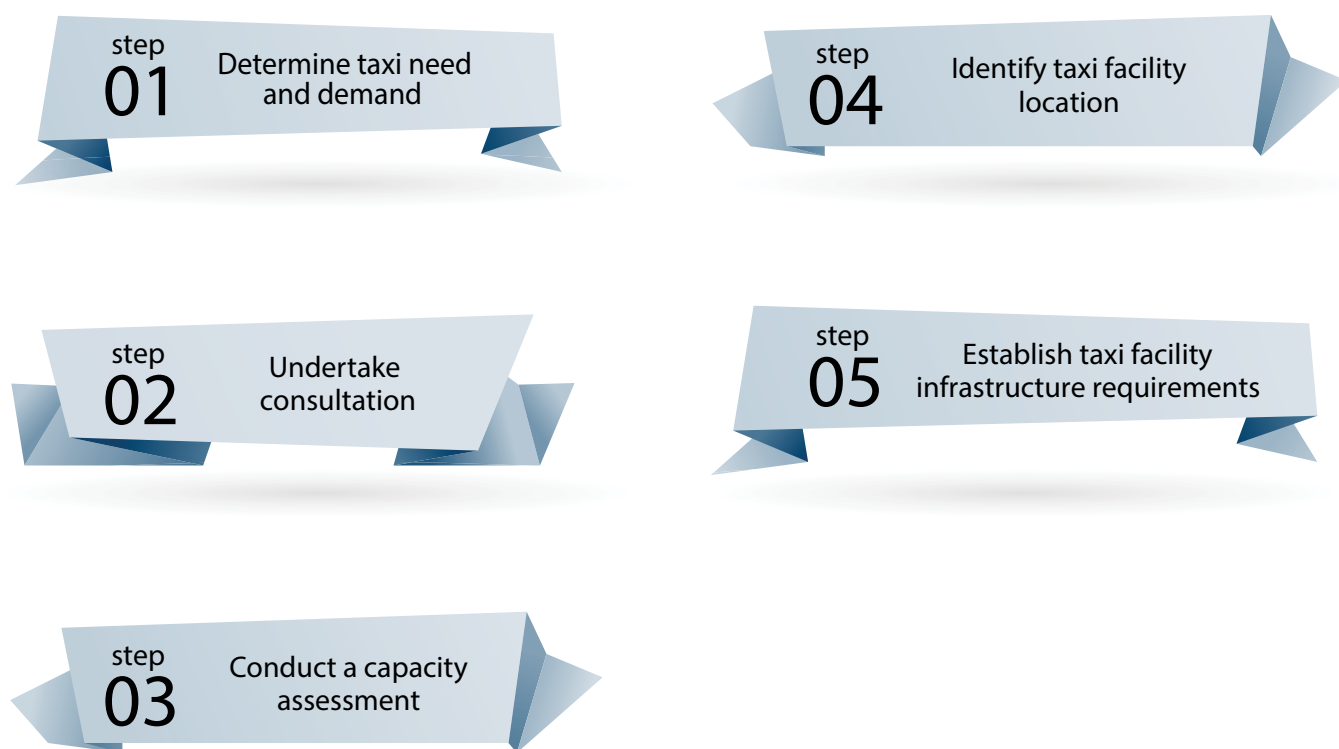 step
01
Determine taxi need
and demand
step
02
Undertake
consultation
step
03
Conduct a capacity
assessment
step
04
Identify taxi facility
location
step
05
Establish taxi facility
infrastructure requirements